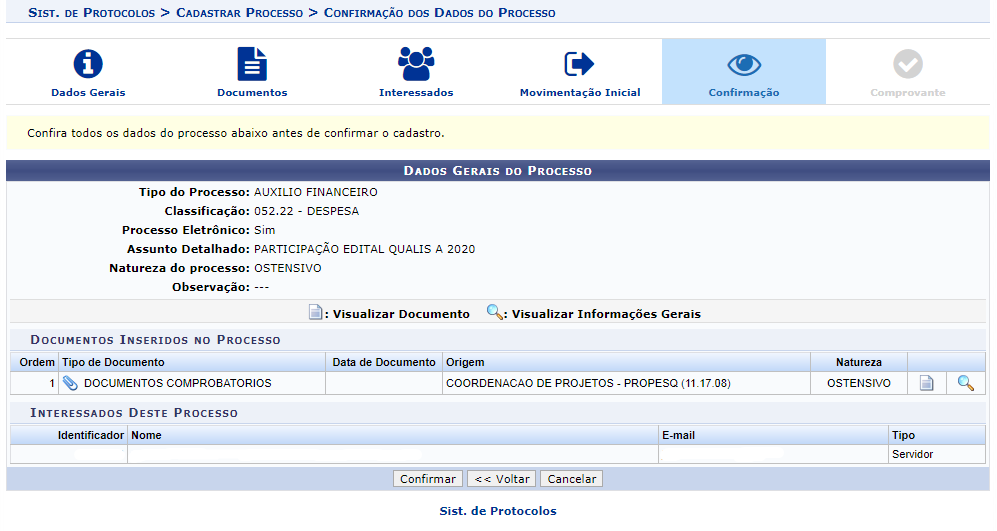 Sist. de Protocolos > Cadastrar Processo > Confirmação dos Dados do Processo
Dados Gerais Documentos Interessados Movimentação Inicial Confirmação Comprovante
Confira todos os dados do processo abaixo antes de confirmar o cadastro.
Dados Gerais do Processo
Tipo do Processo: AUXILIO FINANCEIRO
Classificação: 052.22 - DESPESA
Processo Eletrônico: Sim
Assunto Detalhado: PARTICIPAÇÃO EDITAL QUALIS A 2020
Natureza do processo: OSTENSIVO
Observação: ---
: Visualizar Documento : Visualizar Informações Gerais
Documentos Inseridos no Processo
Ordem Tipo de Documento Data de Documento Origem Natureza
1 DOCUMENTOS COMPROBATORIOS COORDENACAO DE PROJETOS - PROPESQ (11.17.08) OSTENSIVO
Interessados Deste Processo
Identificador Nome E-mail Tipo
Servidor
Confirmar << Voltar Cancelar
Sist. de Protocolos